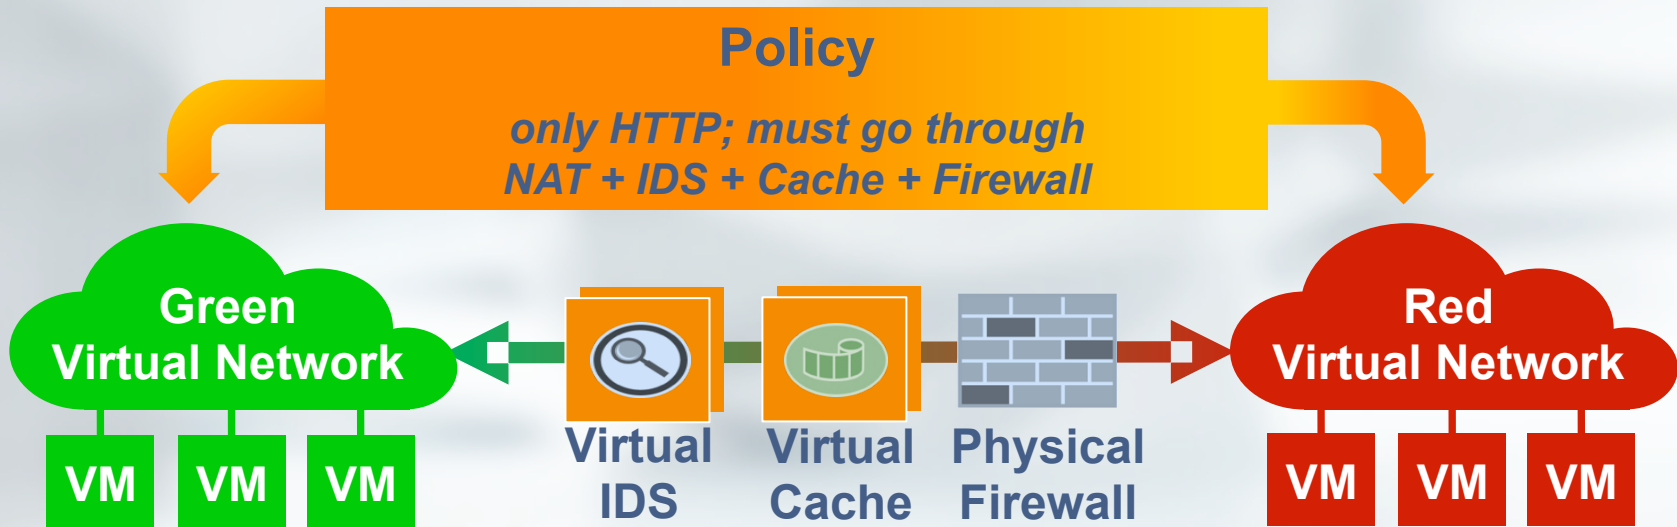 Policy
only HTTP; must go through
NAT + IDS + Cache + Firewall
Green
Virtual Network
VM VM VM
Virtual
IDS
Virtual
Cache
Physical
Firewall
Red
Virtual Network
VM VM VM